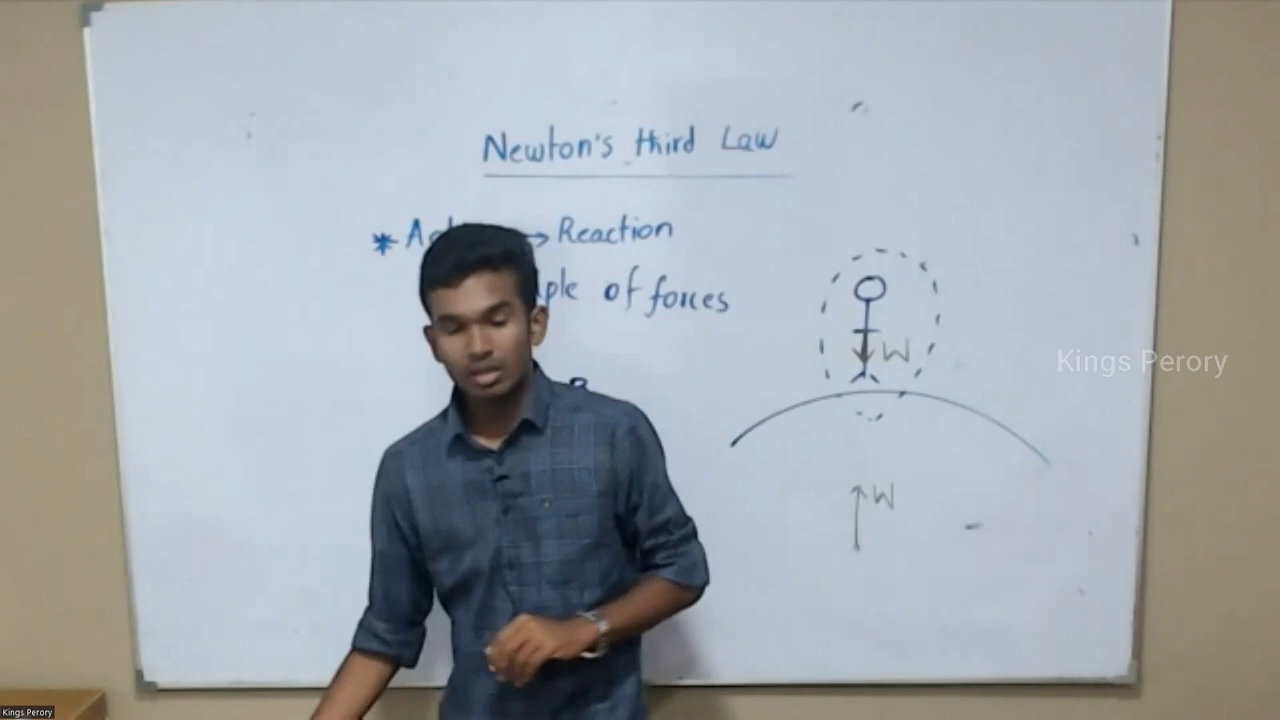 Newton's third Law
* → Reaction
of forces
W
Kings Perory
W
Kings Perory